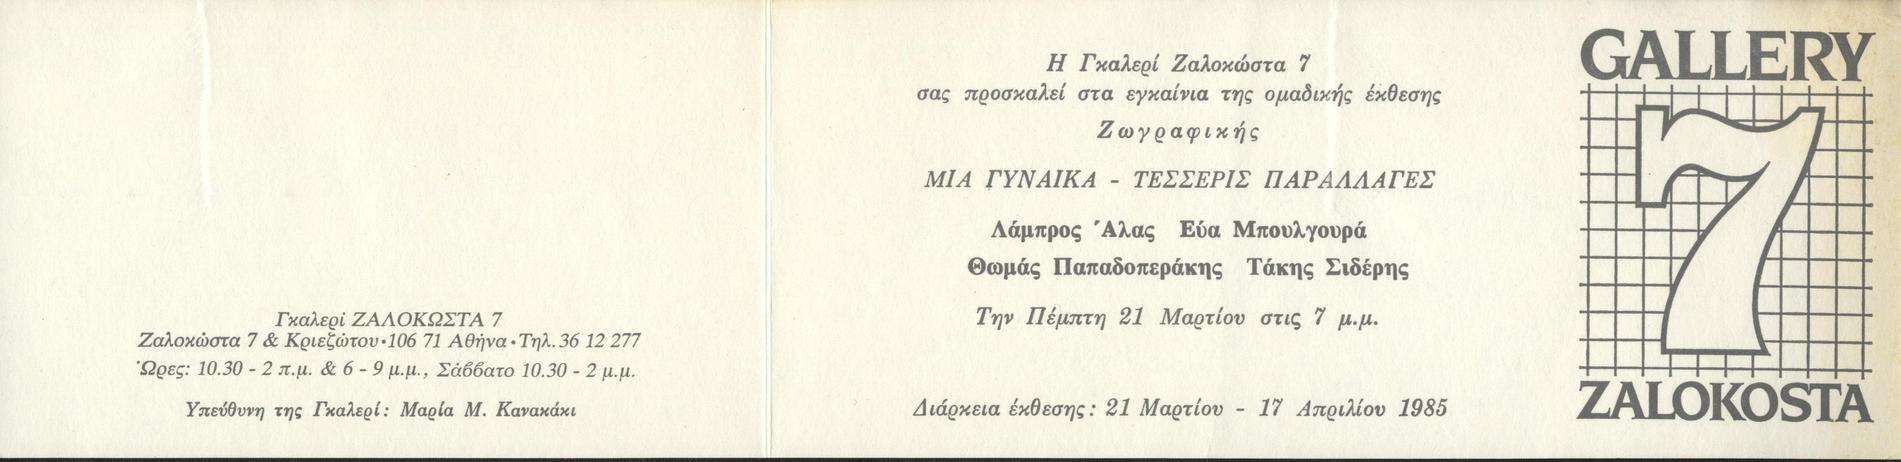 Γκαλερί ΖΑΛΟΚΩΣΤΑ 7
Ζαλοκώστα 7 & Κριεζώτου•106 71 Αθήνα•Τηλ. 36 12 277
Ώρες: 10.30 - 2 π.μ. & 6 - 9 μ.μ., Σάββατο 10.30 - 2 μ.μ.
Υπεύθυνη της Γκαλερί: Μαρία Μ. Κανακάκι
Η Γκαλερί Ζαλοκώστα 7
σας προσκαλεί στα εγκαίνια της ομαδικής έκθεσης
Ζωγραφικής
ΜΙΑ ΓΥΝΑΙΚΑ - ΤΕΣΣΕΡΙΣ ΠΑΡΑΛΛΑΓΕΣ
Λάμπρος Άλας Εύα Μπουλγουρά
Θωμάς Παπαδοπεράκης Τάκης Σιδέρης
Την Πέμπτη 21 Μαρτίου στις 7 μ.μ.
Διάρκεια έκθεσης: 21 Μαρτίου - 17 Απριλίου 1985
GALLERY
7
ZALOKOSTA